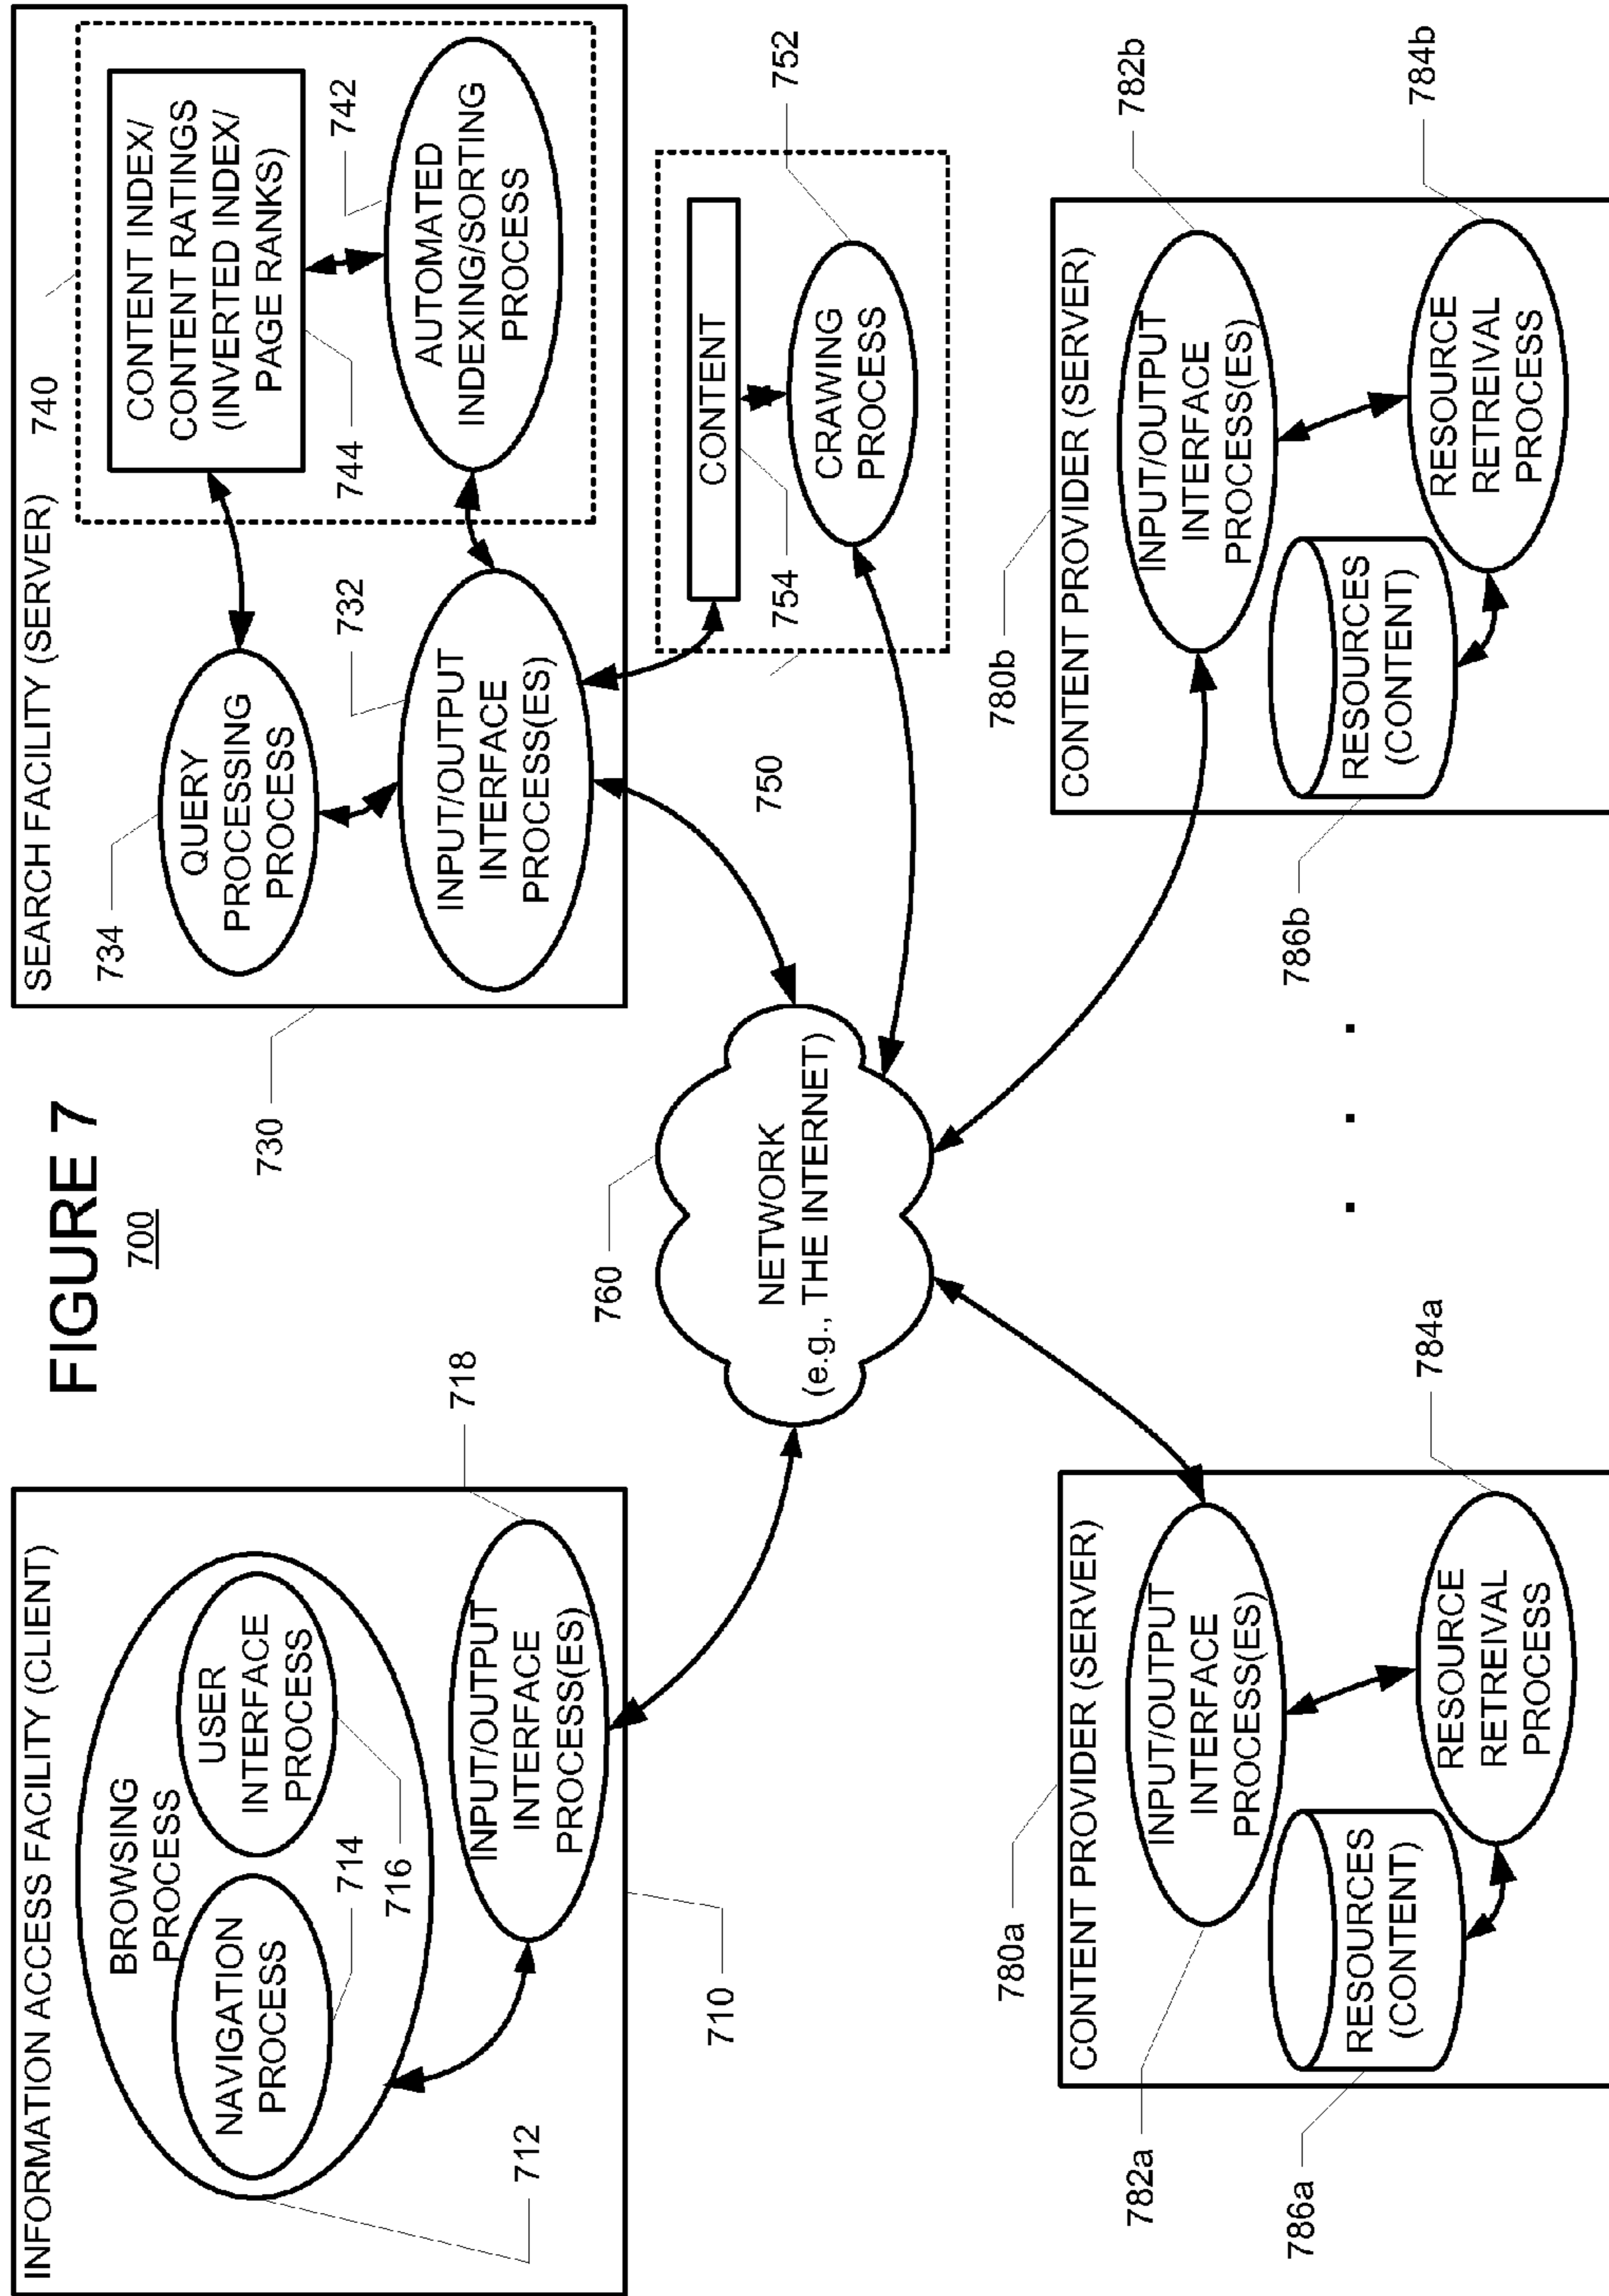 FIGURE 7
700
INFORMATION ACCESS FACILITY (CLIENT)
BROWSING
PROCESS
NAVIGATION
PROCESS
USER
INTERFACE
PROCESS
714
716
712
INPUT/OUTPUT
INTERFACE
PROCESS(ES)
718
710
SEARCH FACILITY (SERVER)
740
734
QUERY
PROCESSING
PROCESS
CONTENT INDEX/
CONTENT RATINGS
(INVERTED INDEX/
PAGE RANKS)
744
742
732
INPUT/OUTPUT
INTERFACE
PROCESS(ES)
AUTOMATED
INDEXING/SORTING
PROCESS
730
760
NETWORK
(e.g., THE INTERNET)
750
CONTENT
754
CRAWING
PROCESS
752
780a
CONTENT PROVIDER (SERVER)
782a
INPUT/OUTPUT
INTERFACE
PROCESS(ES)
786a
RESOURCES
(CONTENT)
RESOURCE
RETREIVAL
PROCESS
784a
. . .
780b
CONTENT PROVIDER (SERVER)
INPUT/OUTPUT
INTERFACE
PROCESS(ES)
782b
786b
RESOURCES
(CONTENT)
RESOURCE
RETREIVAL
PROCESS
784b